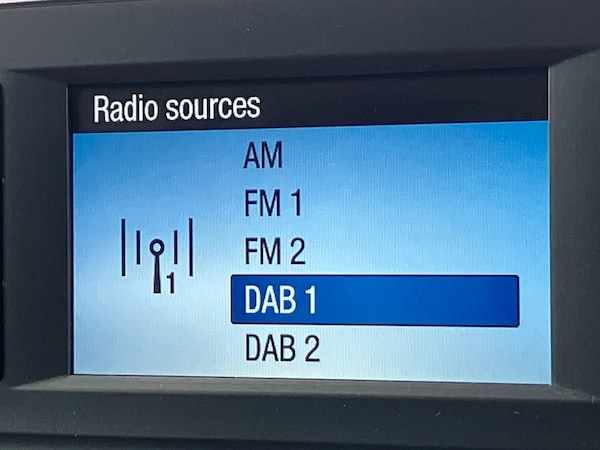 Radio sources
AM
FM 1
FM 2
1
DAB 1
DAB 2